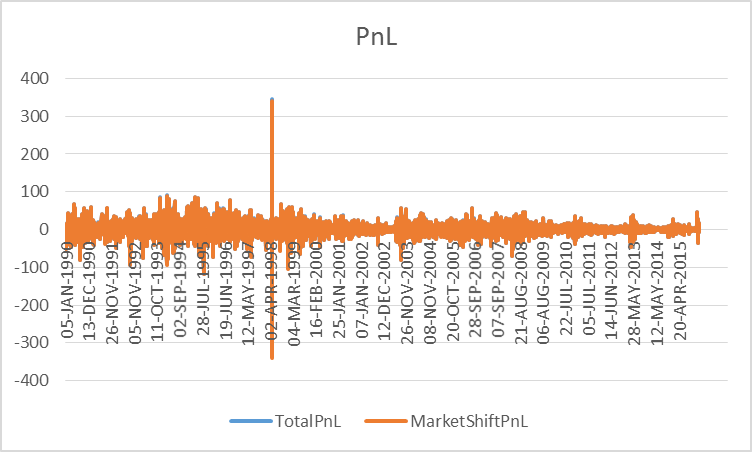 PnL
400
300
200
100
0
-100
-200
-300
-400
05-JAN-1990
13-DEC-1990
26-NOV-1991
05-NOV-1992
11-OCT-1993
02-SEP-1994
28-JUL-1995
19-JUN-1996
12-MAY-1997
02-APR-1998
04-MAR-1999
16-FEB-2000
25-JAN-2001
07-JAN-2002
12-DEC-2002
26-NOV-2003
08-NOV-2004
20-OCT-2005
28-SEP-2006
07-SEP-2007
21-AUG-2008
06-AUG-2009
22-JUL-2010
05-JUL-2011
14-JUN-2012
28-MAY-2013
12-MAY-2014
20-APR-2015
TotalPnL MarketShiftPnL